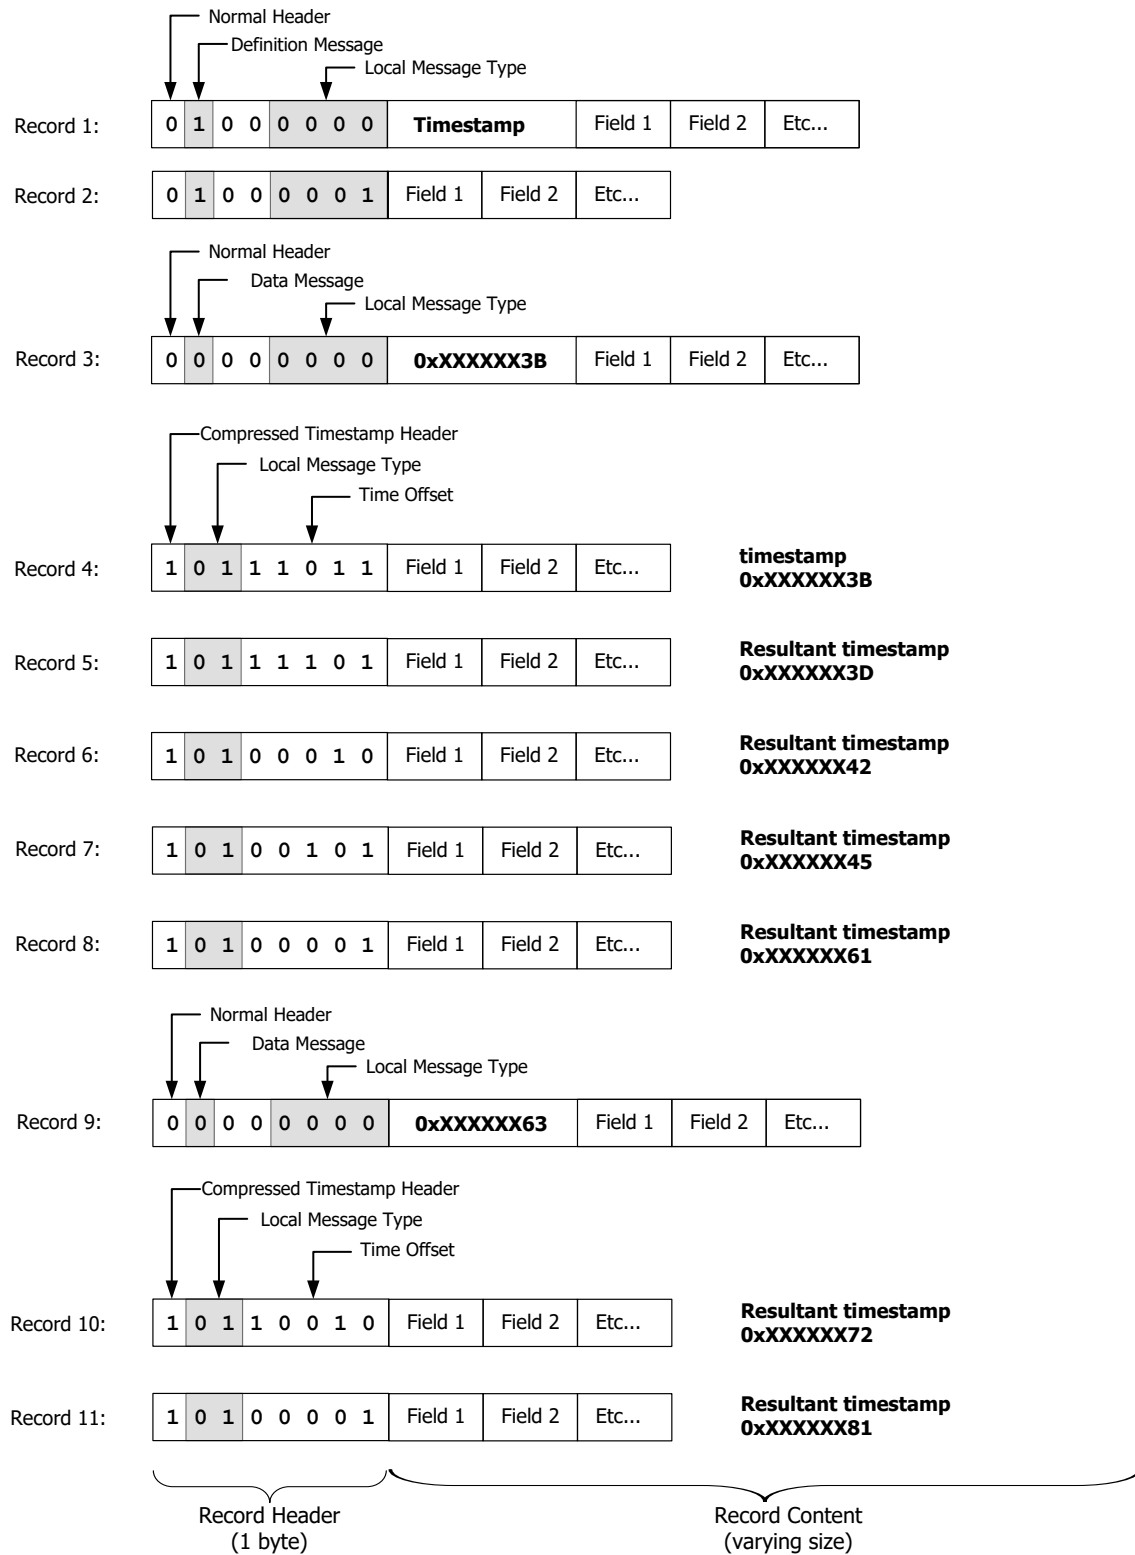 Normal Header
Definition Message
Local Message Type
Record 1: 0 1 0 0 0 0 0 0 Timestamp Field 1 Field 2 Etc...
Record 2: 0 1 0 0 0 0 0 1 Field 1 Field 2 Etc...
Normal Header
Data Message
Local Message Type
Record 3: 0 0 0 0 0 0 0 0 0xXXXXXX3B Field 1 Field 2 Etc...
Compressed Timestamp Header
Local Message Type
Time Offset
Record 4: 1 0 1 1 1 0 1 1 Field 1 Field 2 Etc... timestamp
0xXXXXXX3B
Record 5: 1 0 1 1 1 1 0 1 Field 1 Field 2 Etc... Resultant timestamp
0xXXXXXX3D
Record 6: 1 0 1 0 0 0 1 0 Field 1 Field 2 Etc... Resultant timestamp
0xXXXXXX42
Record 7: 1 0 1 0 0 1 0 1 Field 1 Field 2 Etc... Resultant timestamp
0xXXXXXX45
Record 8: 1 0 1 0 0 0 0 1 Field 1 Field 2 Etc... Resultant timestamp
0xXXXXXX61
Normal Header
Data Message
Local Message Type
Record 9: 0 0 0 0 0 0 0 0 0xXXXXXX63 Field 1 Field 2 Etc...
Compressed Timestamp Header
Local Message Type
Time Offset
Record 10: 1 0 1 1 0 0 1 0 Field 1 Field 2 Etc... Resultant timestamp
0xXXXXXX72
Record 11: 1 0 1 0 0 0 0 1 Field 1 Field 2 Etc... Resultant timestamp
0xXXXXXX81
Record Header
(1 byte)
Record Content
(varying size)